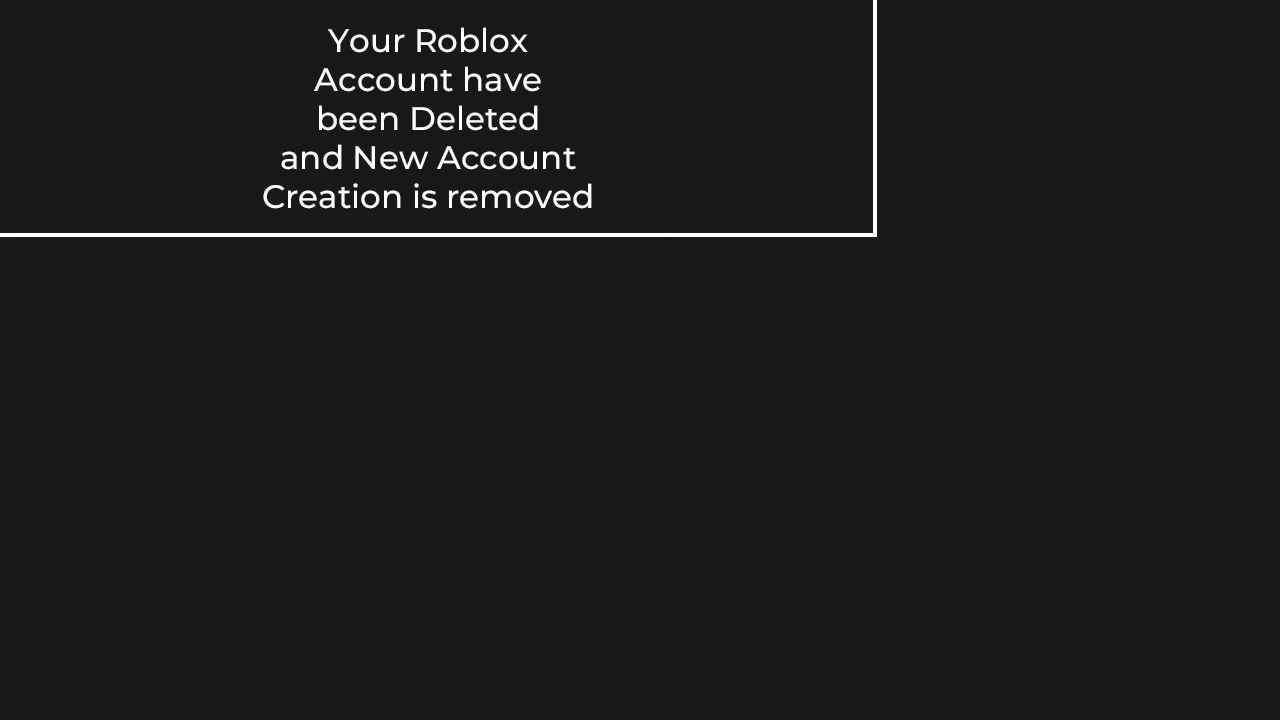 Your Roblox
Account have
been Deleted
and New Account
Creation is removed